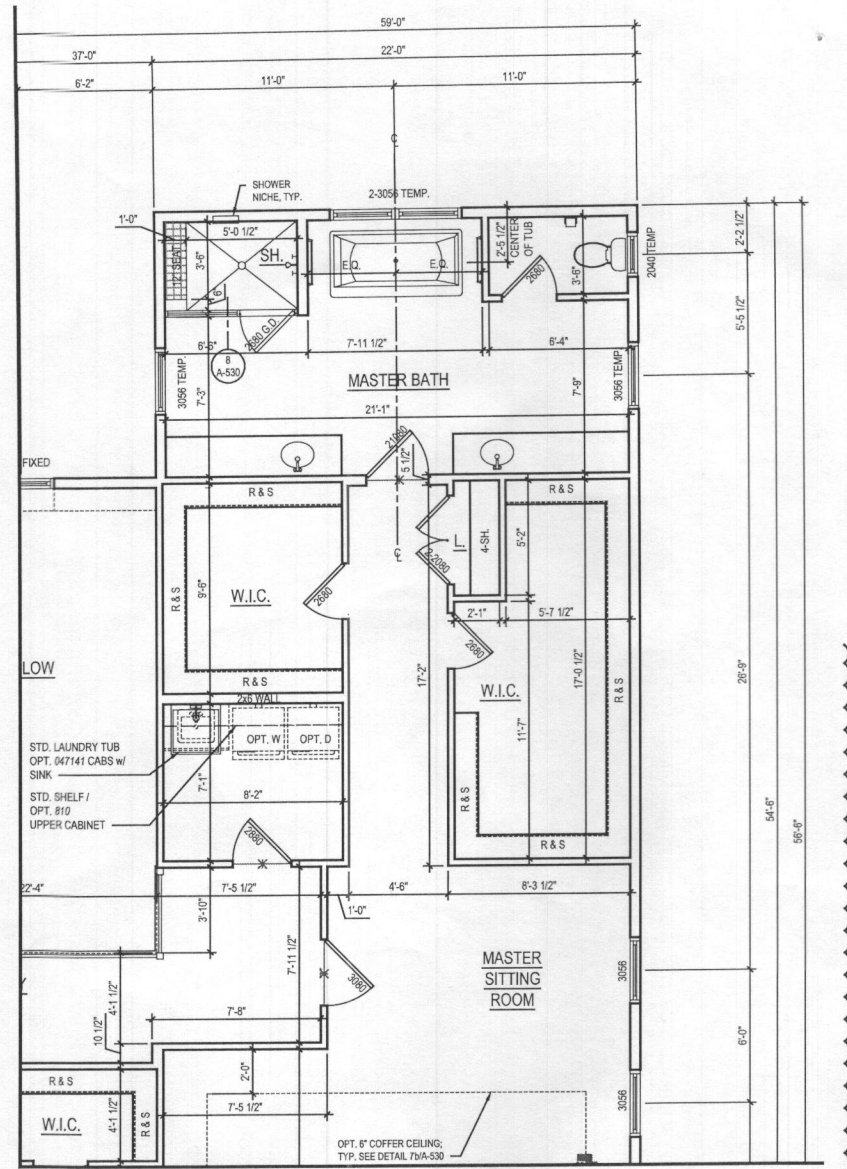 59'-0"
37'-0"
22'-0"
6'-2"
11'-0"
11'-0"
C
L
SHOWER
NICHE, TYP.
2-3056 TEMP.
1'-0"
5'-0 1/2"
SH.
12" SEAT
3'-6"
6"
E.Q.
E.Q.
2'-5 1/2"
CENTER
OF TUB
2680
3'-6"
2040 TEMP
2'-2 1/2"
5'-5 1/2"
2680 G.D.
6'-6"
7'-11 1/2"
6'-4"
8
A-530
3056 TEMP.
7'-3"
MASTER BATH
7'-9"
3056 TEMP
21'-1"
21080
5 1/2"
FIXED
R & S
C
L
R & S
9'-6"
W.I.C.
2680
R & S
2-2080
L.
4-SH.
5'-2"
R & S
2'-1"
5'-7 1/2"
2680
W.I.C.
17'-2"
17'-0 1/2"
11'-7"
R & S
R & S
R & S
26'-9"
54'-6"
56'-6"
LOW
2x6 WALL
OPT. W
OPT. D
STD. LAUNDRY TUB
OPT. 047141 CABS w/
SINK
STD. SHELF /
OPT. 810
UPPER CABINET
7'-1"
8'-2"
2880
22'-4"
7'-5 1/2"
1'-0"
4'-6"
8'-3 1/2"
3'-10"
7'-11 1/2"
3080
MASTER
SITTING
ROOM
3056
4'-1 1/2"
10 1/2"
7'-8"
6'-0"
R & S
W.I.C.
R & S
4'-1 1/2"
2'-0"
7'-5 1/2"
3056
OPT. 6" COFFER CEILING;
TYP. SEE DETAIL 7b/A-530